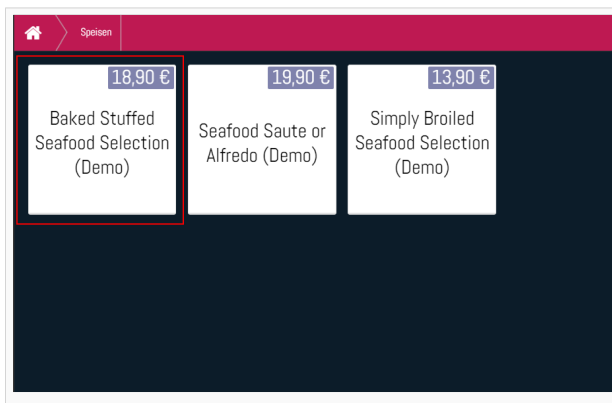 Speisen
18,90 €
Baked Stuffed
Seafood Selection
(Demo)
19,90 €
Seafood Saute or
Alfredo (Demo)
13,90 €
Simply Broiled
Seafood Selection
(Demo)